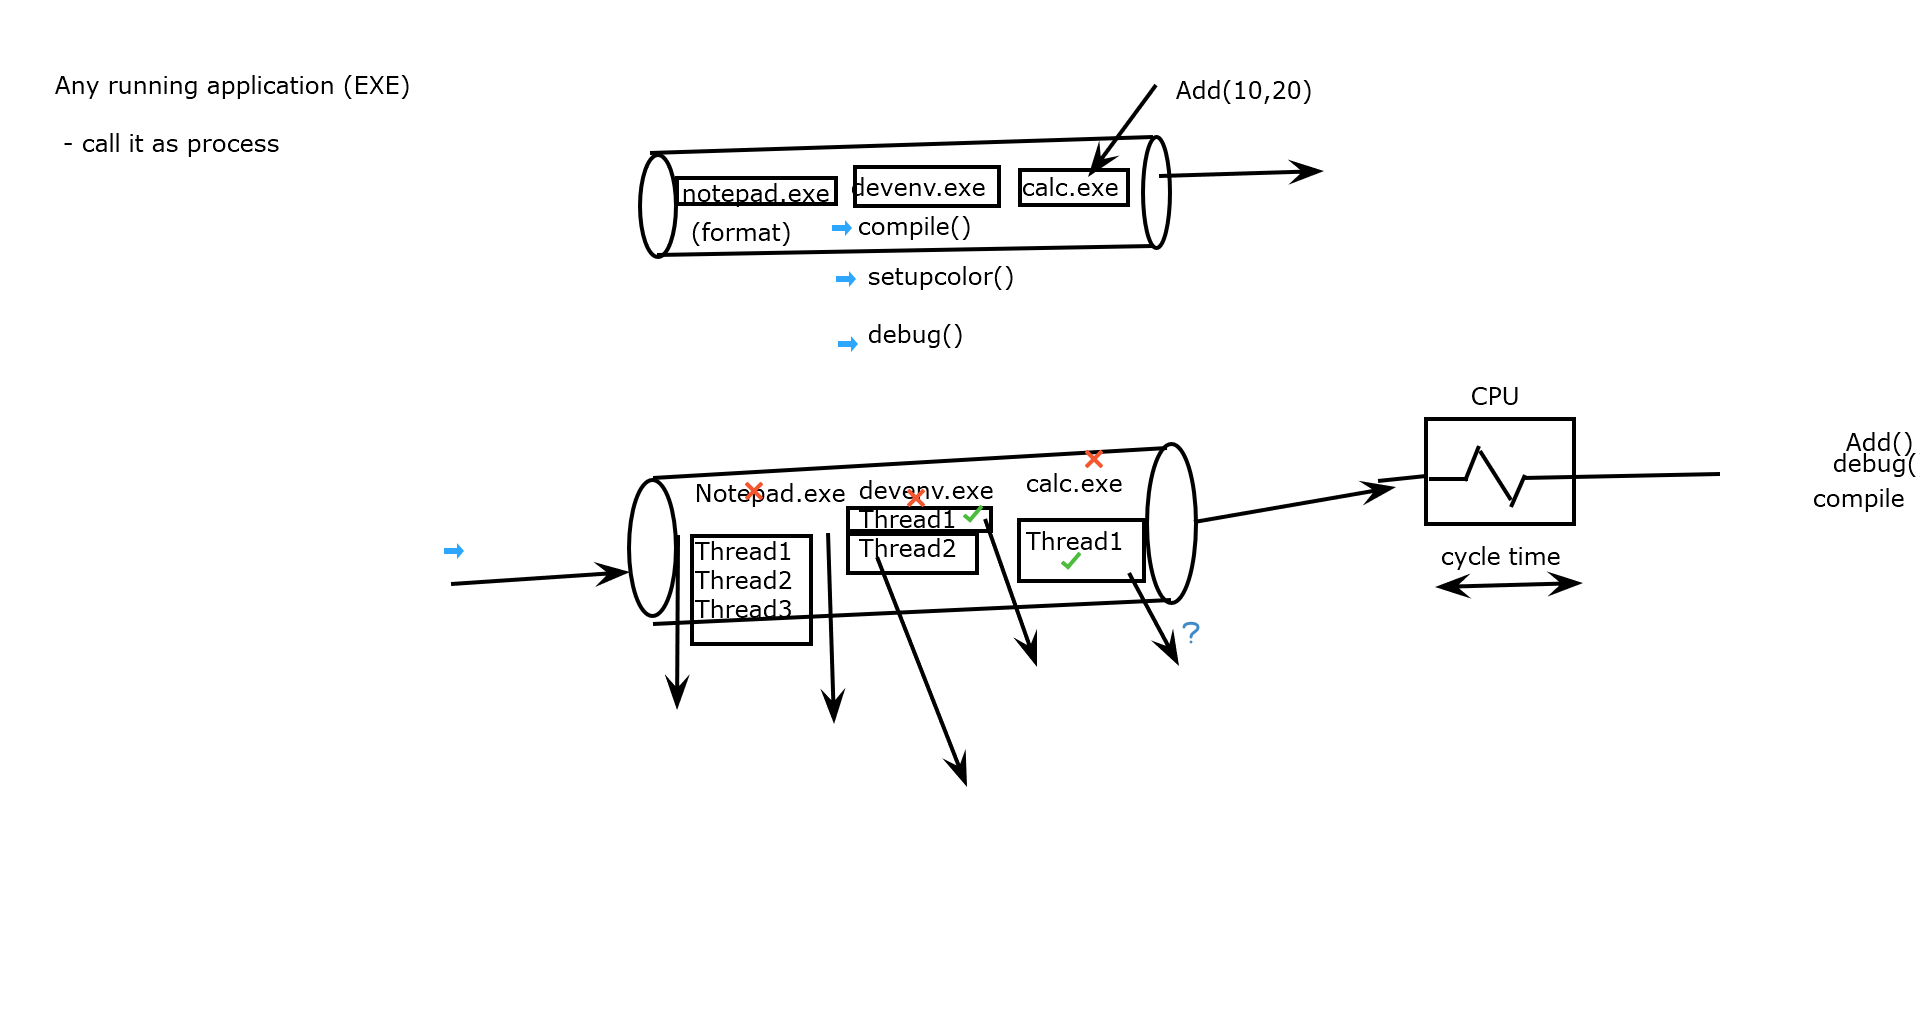 Any running application (EXE)
- call it as process
Add(10,20)
notepad.exe
devenv.exe
calc.exe
(format)
compile()
setupcolor()
debug()
CPU
Add()
debug(
compile
Notepad.exe
devenv.exe
calc.exe
Thread1
Thread2
Thread3
Thread1
Thread2
Thread1
cycle time
?